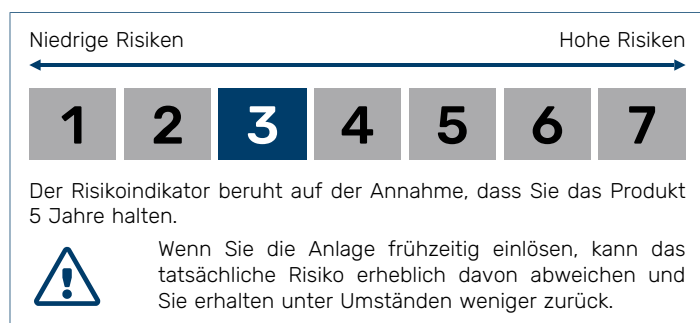 Niedrige Risiken Hohe Risiken
1 2 3 4 5 6 7
Der Risikoindikator beruht auf der Annahme, dass Sie das Produkt
5 Jahre halten.
Wenn Sie die Anlage frühzeitig einlösen, kann das
tatsächliche Risiko erheblich davon abweichen und
Sie erhalten unter Umständen weniger zurück.